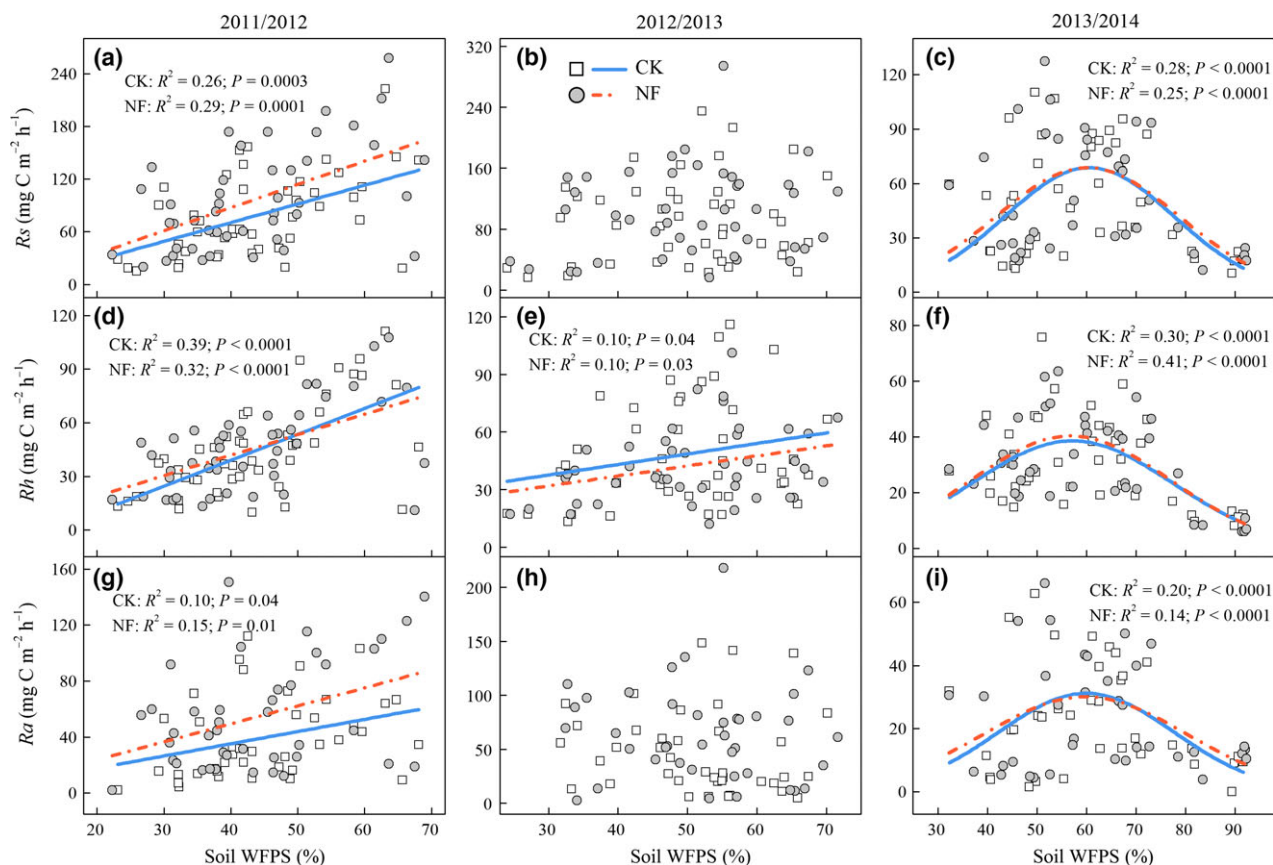 2011/2012
2012/2013
2013/2014
(a)
CK: R² = 0.26; P = 0.0003
NF: R² = 0.29; P = 0.0001
240
180
120
60
0
Rs (mg C m⁻² h⁻¹)
(b)
CK
NF
320
240
160
80
0
(c)
CK: R² = 0.28; P < 0.0001
NF: R² = 0.25; P < 0.0001
120
90
60
30
0
(d)
CK: R² = 0.39; P < 0.0001
NF: R² = 0.32; P < 0.0001
120
90
60
30
0
Rh (mg C m⁻² h⁻¹)
(e)
CK: R² = 0.10; P = 0.04
NF: R² = 0.10; P = 0.03
120
90
60
30
0
(f)
CK: R² = 0.30; P < 0.0001
NF: R² = 0.41; P < 0.0001
80
60
40
20
0
(g)
CK: R² = 0.10; P = 0.04
NF: R² = 0.15; P = 0.01
160
120
80
40
0
Ra (mg C m⁻² h⁻¹)
(h)
200
150
100
50
0
(i)
CK: R² = 0.20; P < 0.0001
NF: R² = 0.14; P < 0.0001
60
40
20
0
20 30 40 50 60 70
30 40 50 60 70
30 40 50 60 70 80 90
Soil WFPS (%)
Soil WFPS (%)
Soil WFPS (%)